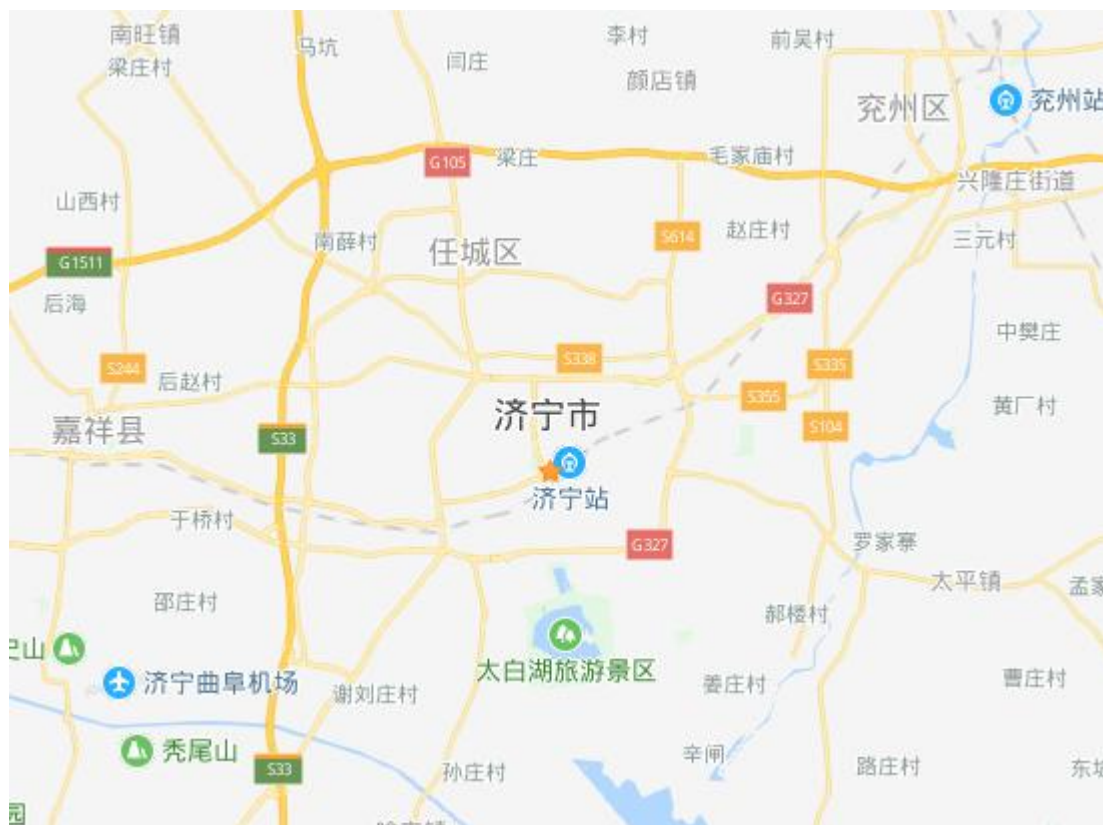 南旺镇
马坑
李村
前吴村
梁庄村
闫庄
颜店镇
兖州区
兖州站
G105
梁庄
毛家庙村
兴隆庄街道
山西村
南薛村
任城区
S614
赵庄村
三元村
G1511
后海
G327
中樊庄
S244
后赵村
S338
S335
S355
黄厂村
济宁市
嘉祥县
S33
S104
济宁站
于桥村
G327
罗家寨
太平镇
邵庄村
郝楼村
太白湖旅游景区
济宁曲阜机场
谢刘庄村
姜庄村
曹庄村
秃尾山
S33
孙庄村
辛闸
路庄村